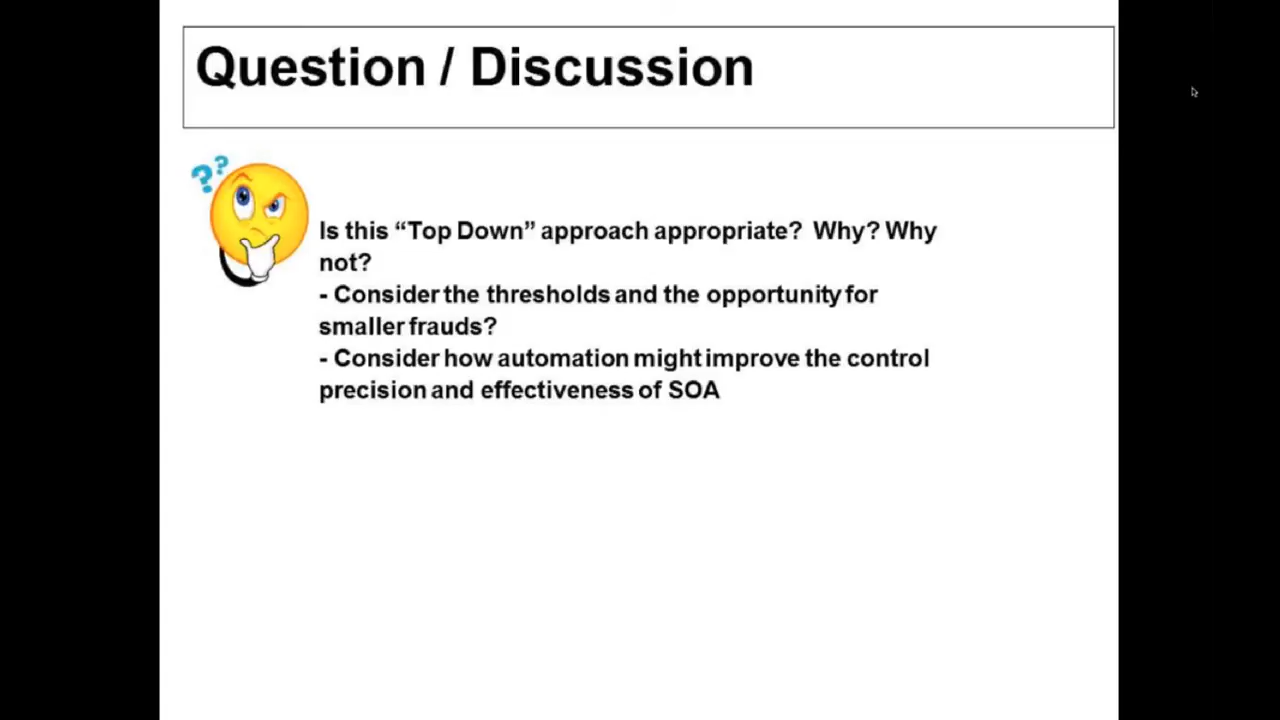 Question / Discussion
??
Is this “Top Down” approach appropriate?  Why? Why
not?
- Consider the thresholds and the opportunity for
smaller frauds?
- Consider how automation might improve the control
precision and effectiveness of SOA